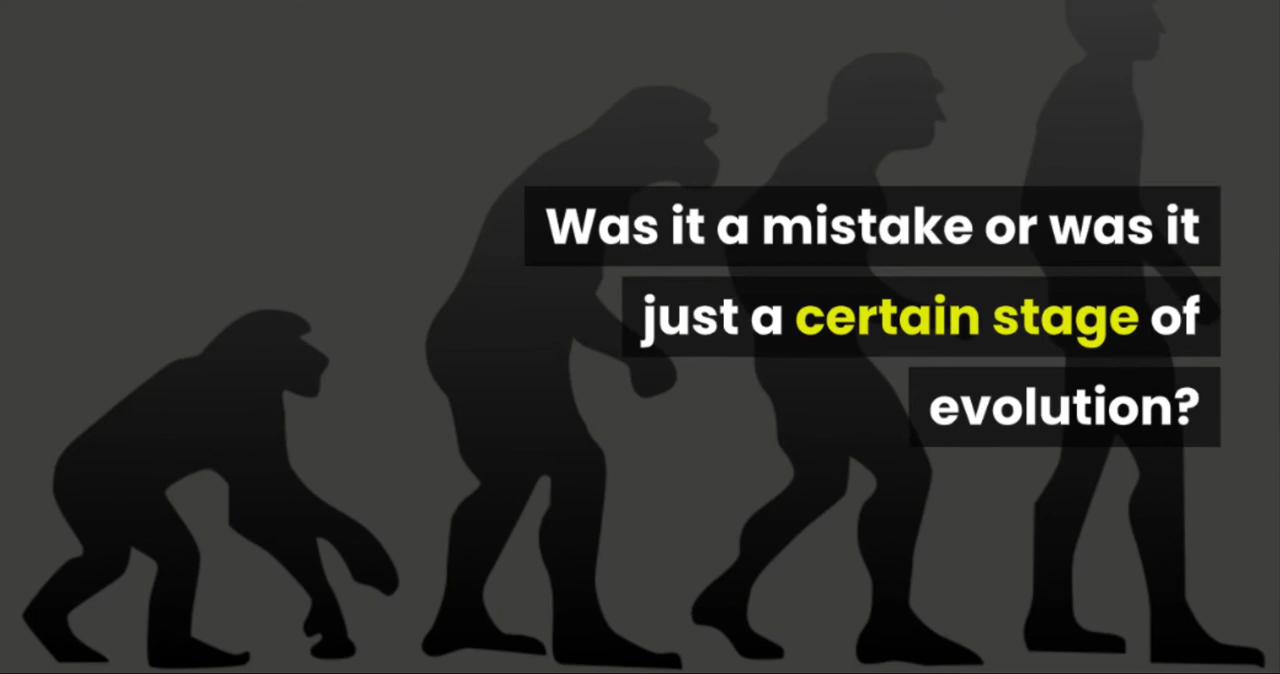 Was it a mistake or was it
just a certain stage of
evolution?